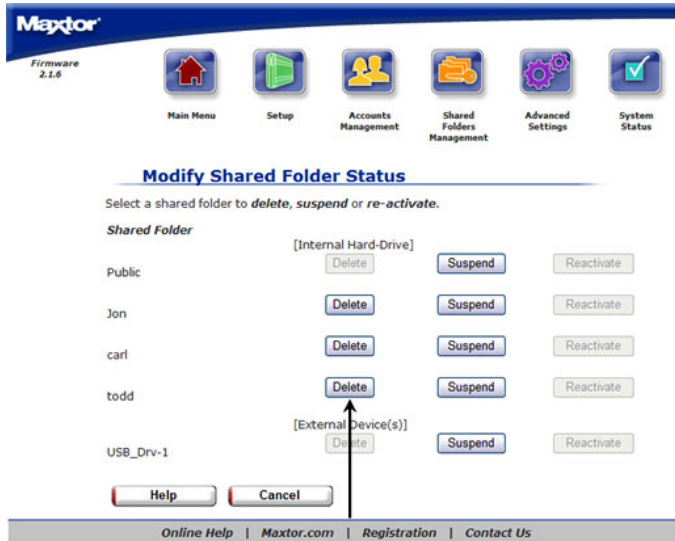 Maxtor
Firmware
2.1.6
Main Menu
Setup
Accounts
Management
Shared
Folders
Management
Advanced
Settings
System
Status
Modify Shared Folder Status
Select a shared folder to delete, suspend or re-activate.
Shared Folder
[Internal Hard-Drive]
Public Delete Suspend Reactivate
Jon Delete Suspend Reactivate
carl Delete Suspend Reactivate
todd Delete Suspend Reactivate
[External Device(s)]
USB_Drv-1 Delete Suspend Reactivate
Help Cancel
Online Help | Maxtor.com | Registration | Contact Us